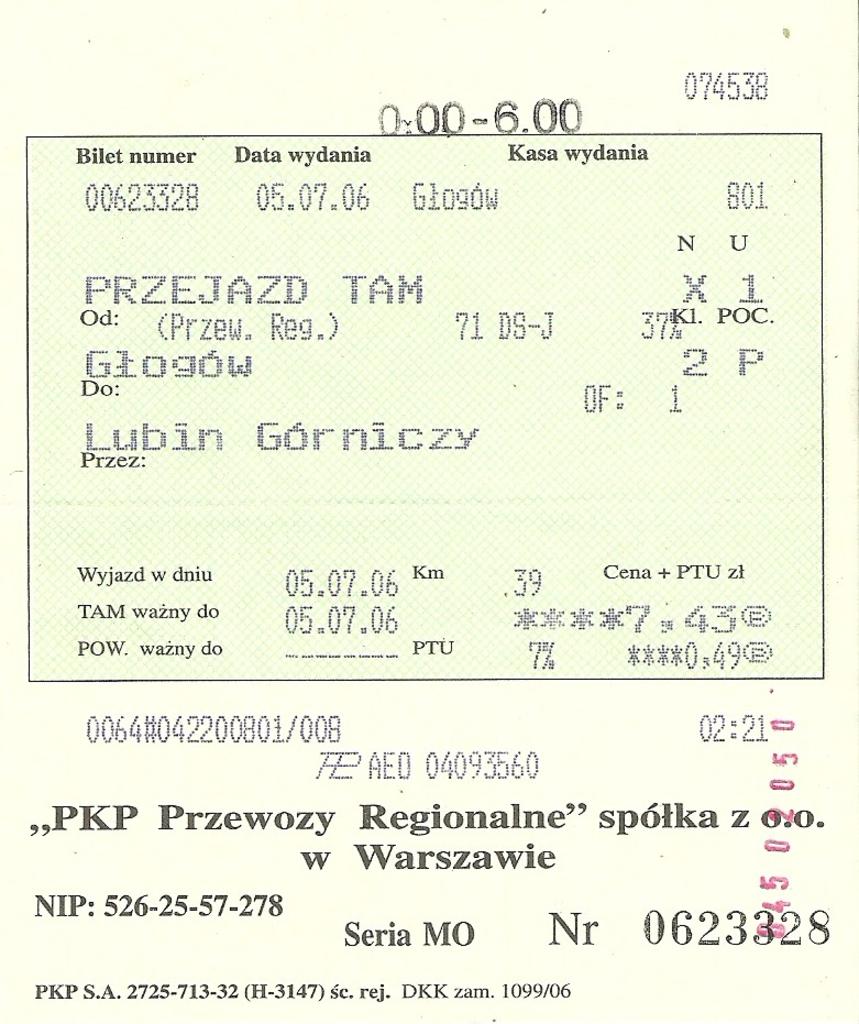 074538
0:00-6.00
Bilet numer Data wydania Kasa wydania
00623328 05.07.06 Głogów 801
N U
PRZEJAZD TAM X 1
Od: (Przew. Reg.) 71 DS-J 37% Kl. POC.
Głogów 2 P
Do: OF: 1
Lubin Górniczy
Przez:
Wyjazd w dniu 05.07.06 Km 39 Cena + PTU zł
TAM ważny do 05.07.06 ****7,43®
POW. ważny do -------- PTU 7% ****0,49®
0064#042200801/008 02:21
AEO 04093560
„PKP Przewozy Regionalne” spółka z o.o.
w Warszawie
NIP: 526-25-57-278
Seria MO Nr 0623328
04502050
PKP S.A. 2725-713-32 (H-3147) śc. rej. DKK zam. 1099/06